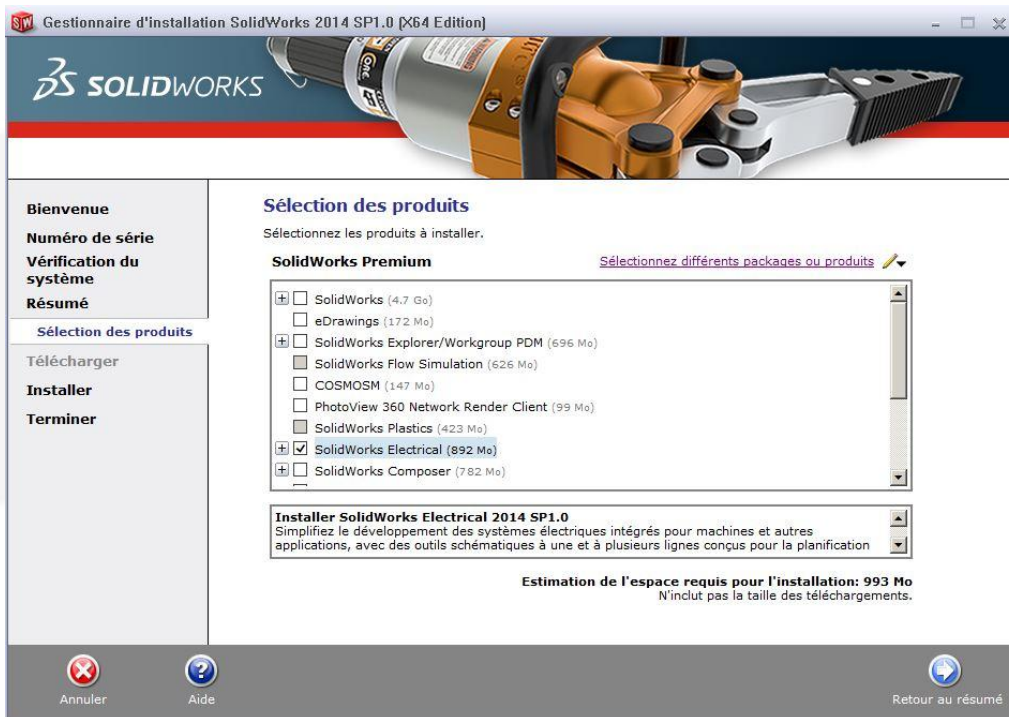 Gestionnaire d'installation SolidWorks 2014 SP1.0 (X64 Edition)
SOLIDWORKS
Bienvenue
Numéro de série
Vérification du
système
Résumé
Sélection des produits
Télécharger
Installer
Terminer
Sélection des produits
Sélectionnez les produits à installer.
SolidWorks Premium
Sélectionnez différents packages ou produits
SolidWorks (4.7 Go)
eDrawings (172 Mo)
SolidWorks Explorer/Workgroup PDM (696 Mo)
SolidWorks Flow Simulation (626 Mo)
COSMOSM (147 Mo)
PhotoView 360 Network Render Client (99 Mo)
SolidWorks Plastics (423 Mo)
SolidWorks Electrical (892 Mo)
SolidWorks Composer (782 Mo)
Installer SolidWorks Electrical 2014 SP1.0
Simplifiez le développement des systèmes électriques intégrés pour machines et autres
applications, avec des outils schématiques à une et à plusieurs lignes conçus pour la planification
Estimation de l'espace requis pour l'installation: 993 Mo
N'inclut pas la taille des téléchargements.
Annuler
Aide
Retour au résumé